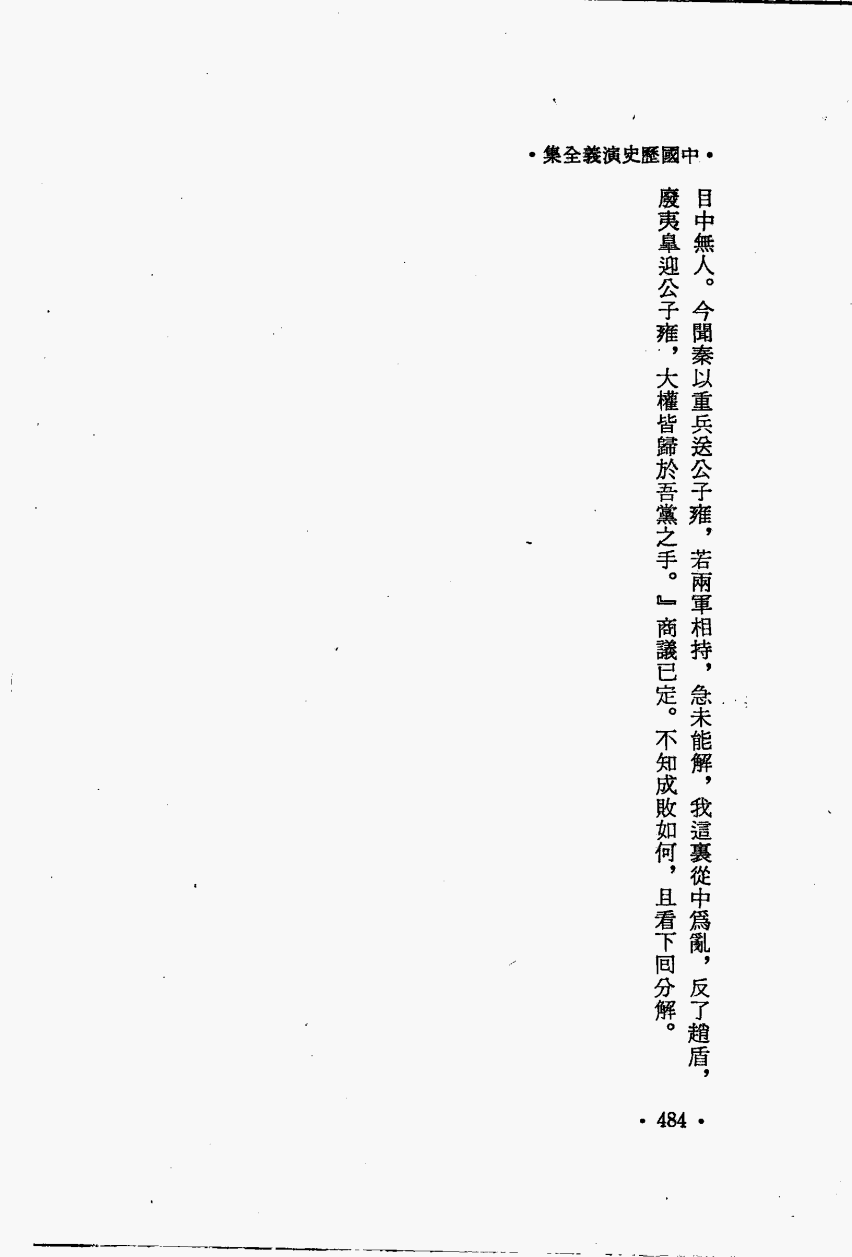 •中國歷史演義全集•
目中無人。今聞秦以重兵送公子雍，若兩軍相持，急未能解，我這裏從中爲亂，反了趙盾，
廢夷臯迎公子雍，大權皆歸於吾黨之手。』商議已定。不知成敗如何，且看下囘分解。
•484•